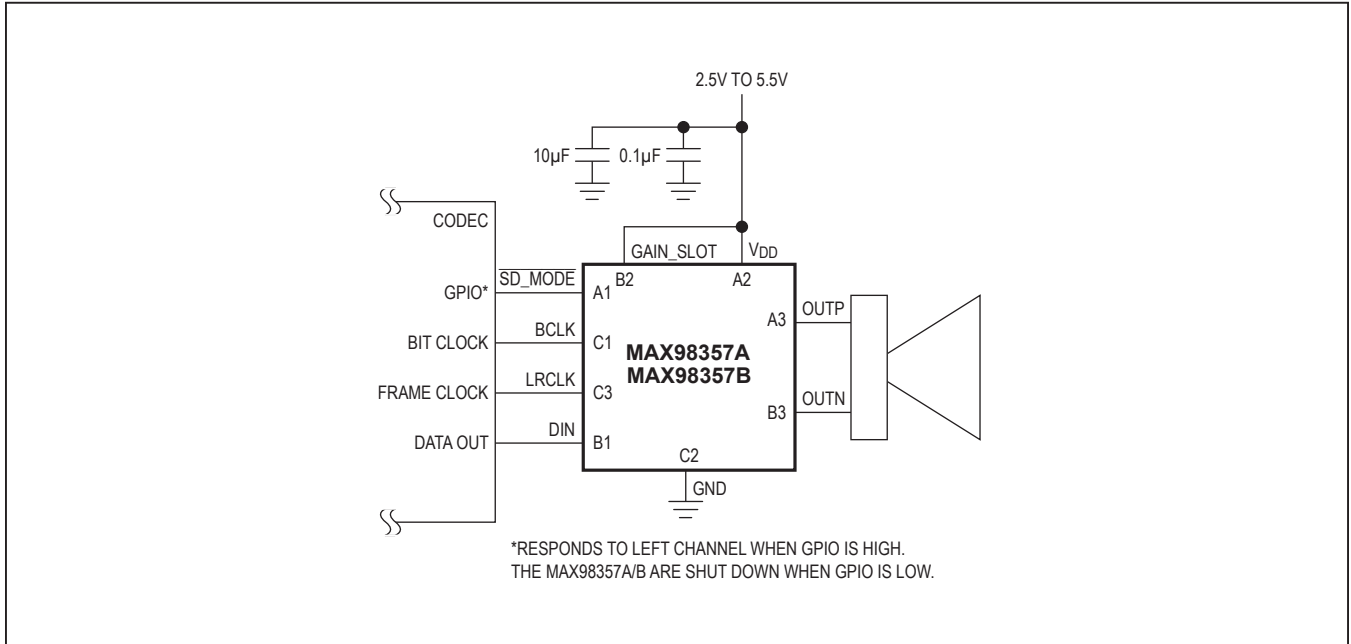 2.5V TO 5.5V
10µF
0.1µF
CODEC
GAIN_SLOT
VDD
B2
A2
GPIO*
SD_MODE
A1
A3
OUTP
BIT CLOCK
BCLK
C1
MAX98357A
MAX98357B
FRAME CLOCK
LRCLK
C3
B3
OUTN
DATA OUT
DIN
B1
C2
GND
*RESPONDS TO LEFT CHANNEL WHEN GPIO IS HIGH.
THE MAX98357A/B ARE SHUT DOWN WHEN GPIO IS LOW.